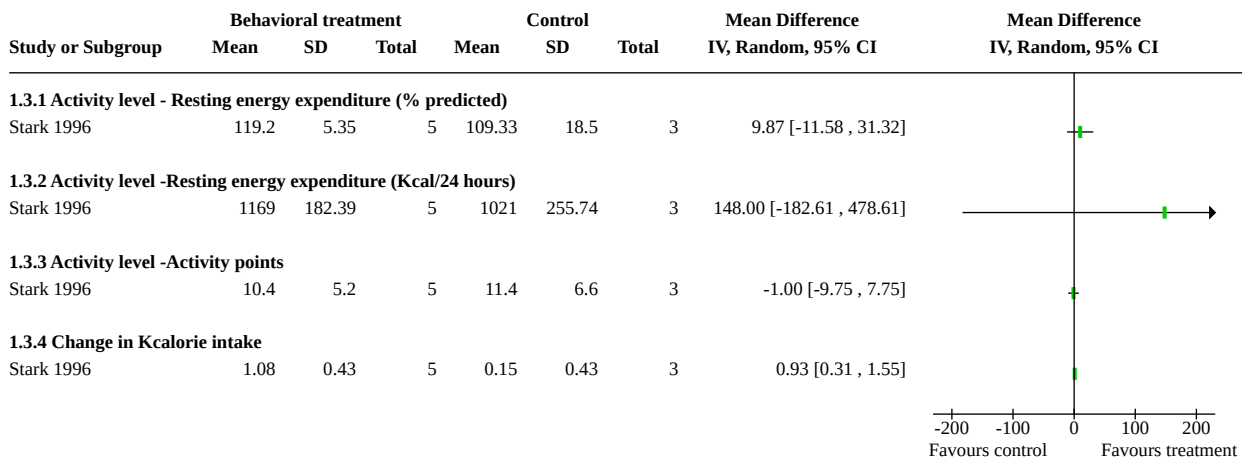 Behavioral treatment Control Mean Difference Mean Difference
Study or Subgroup Mean SD Total Mean SD Total IV, Random, 95% CI IV, Random, 95% CI
1.3.1 Activity level - Resting energy expenditure (% predicted)
Stark 1996 119.2 5.35 5 109.33 18.5 3 9.87 [-11.58 , 31.32]
1.3.2 Activity level -Resting energy expenditure (Kcal/24 hours)
Stark 1996 1169 182.39 5 1021 255.74 3 148.00 [-182.61 , 478.61]
1.3.3 Activity level -Activity points
Stark 1996 10.4 5.2 5 11.4 6.6 3 -1.00 [-9.75 , 7.75]
1.3.4 Change in Kcalorie intake
Stark 1996 1.08 0.43 5 0.15 0.43 3 0.93 [0.31 , 1.55]
-200 -100 0 100 200
Favours control Favours treatment